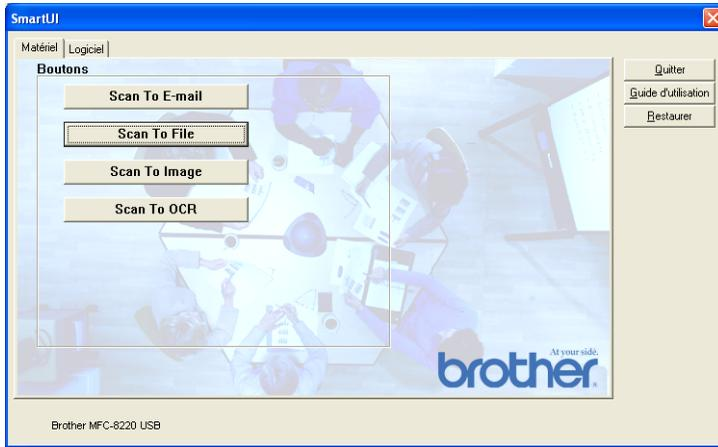 SmartUI
Matériel
Logiciel
Boutons
Scan To E-mail
Scan To File
Scan To Image
Scan To OCR
Quitter
Guide d'utilisation
Restaurer
At your side.
brother
Brother MFC-8220 USB